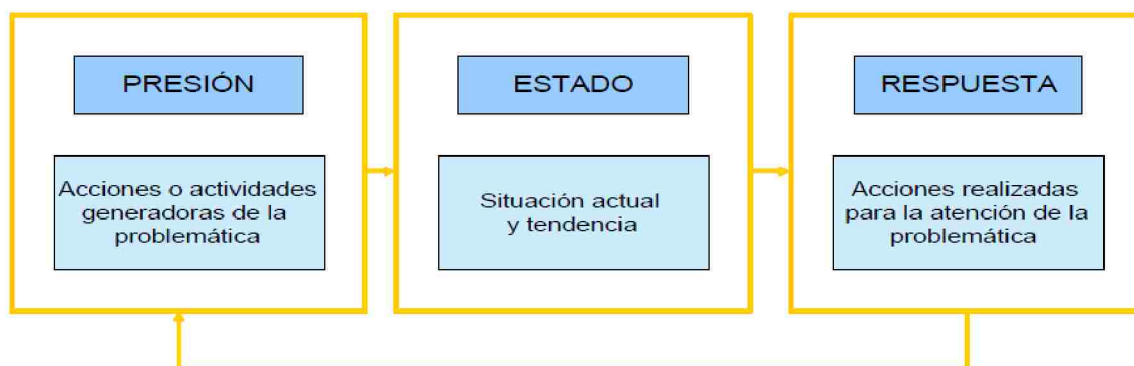 PRESIÓN
Acciones o actividades
generadoras de la
problemática
ESTADO
Situación actual
y tendencia
RESPUESTA
Acciones realizadas
para la atención de la
problemática